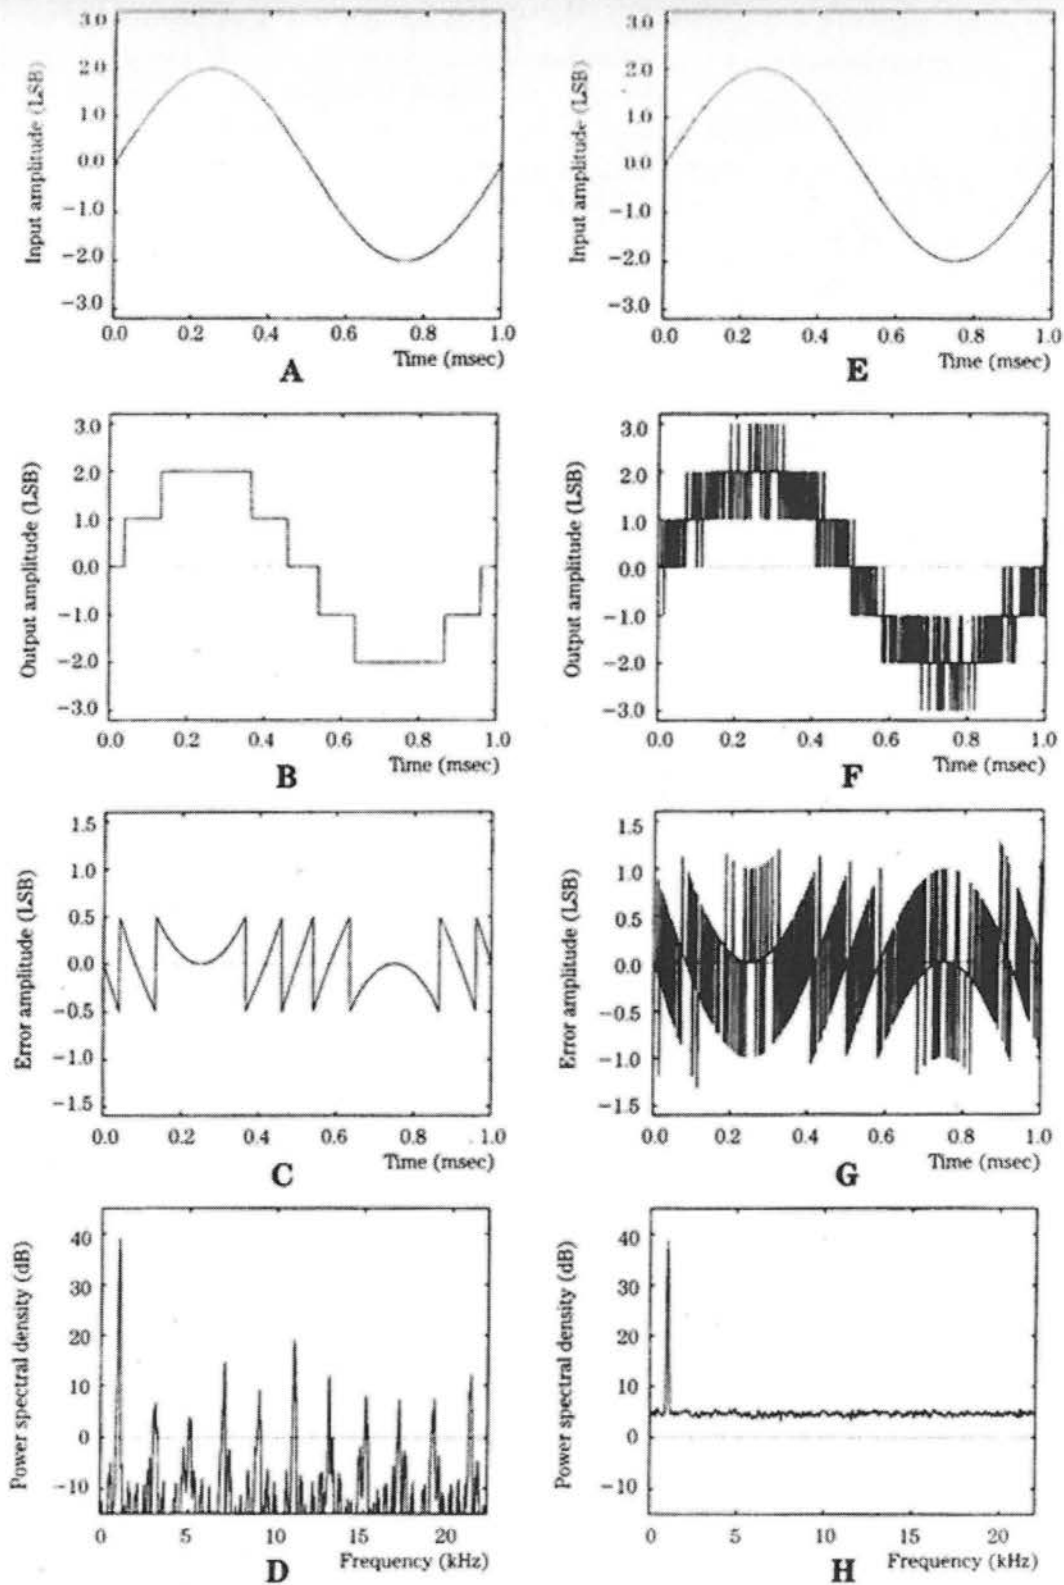 Input amplitude (LSB)
3.0
2.0
1.0
0.0
−1.0
−2.0
−3.0
0.0 0.2 0.4 0.6 0.8 1.0
Time (msec)
A
Input amplitude (LSB)
3.0
2.0
1.0
0.0
−1.0
−2.0
−3.0
0.0 0.2 0.4 0.6 0.8 1.0
Time (msec)
E
Output amplitude (LSB)
3.0
2.0
1.0
0.0
−1.0
−2.0
−3.0
0.0 0.2 0.4 0.6 0.8 1.0
Time (msec)
B
Output amplitude (LSB)
3.0
2.0
1.0
0.0
−1.0
−2.0
−3.0
0.0 0.2 0.4 0.6 0.8 1.0
Time (msec)
F
Error amplitude (LSB)
1.5
1.0
0.5
0.0
−0.5
−1.0
−1.5
0.0 0.2 0.4 0.6 0.8 1.0
Time (msec)
C
Error amplitude (LSB)
1.5
1.0
0.5
0.0
−0.5
−1.0
−1.5
0.0 0.2 0.4 0.6 0.8 1.0
Time (msec)
G
Power spectral density (dB)
40
30
20
10
0
−10
0 5 10 15 20
Frequency (kHz)
D
Power spectral density (dB)
40
30
20
10
0
−10
0 5 10 15 20
Frequency (kHz)
H